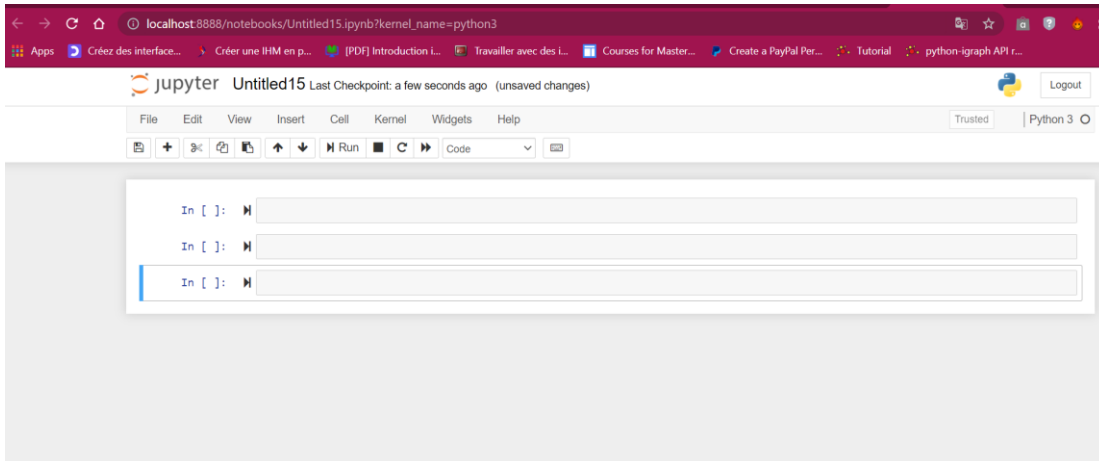 localhost:8888/notebooks/Untitled15.ipynb?kernel_name=python3
Apps Créez des interface... Créer une IHM en p... [PDF] Introduction i... Travailler avec des i... Courses for Master... Create a PayPal Per... Tutorial python-igraph API r...
jupyter Untitled15 Last Checkpoint: a few seconds ago (unsaved changes) Logout
File Edit View Insert Cell Kernel Widgets Help Trusted Python 3
Run Code
In [ ]:
In [ ]:
In [ ]: